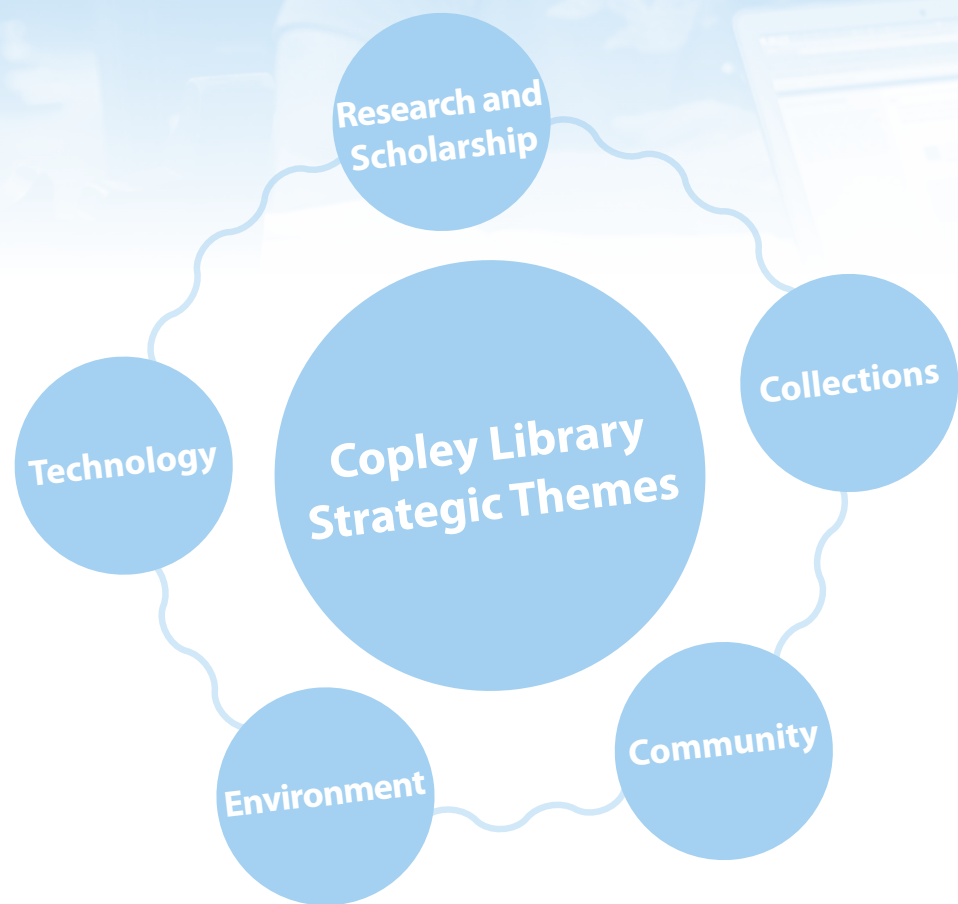 Research and
Scholarship
Collections
Copley Library
Strategic Themes
Technology
Community
Environment